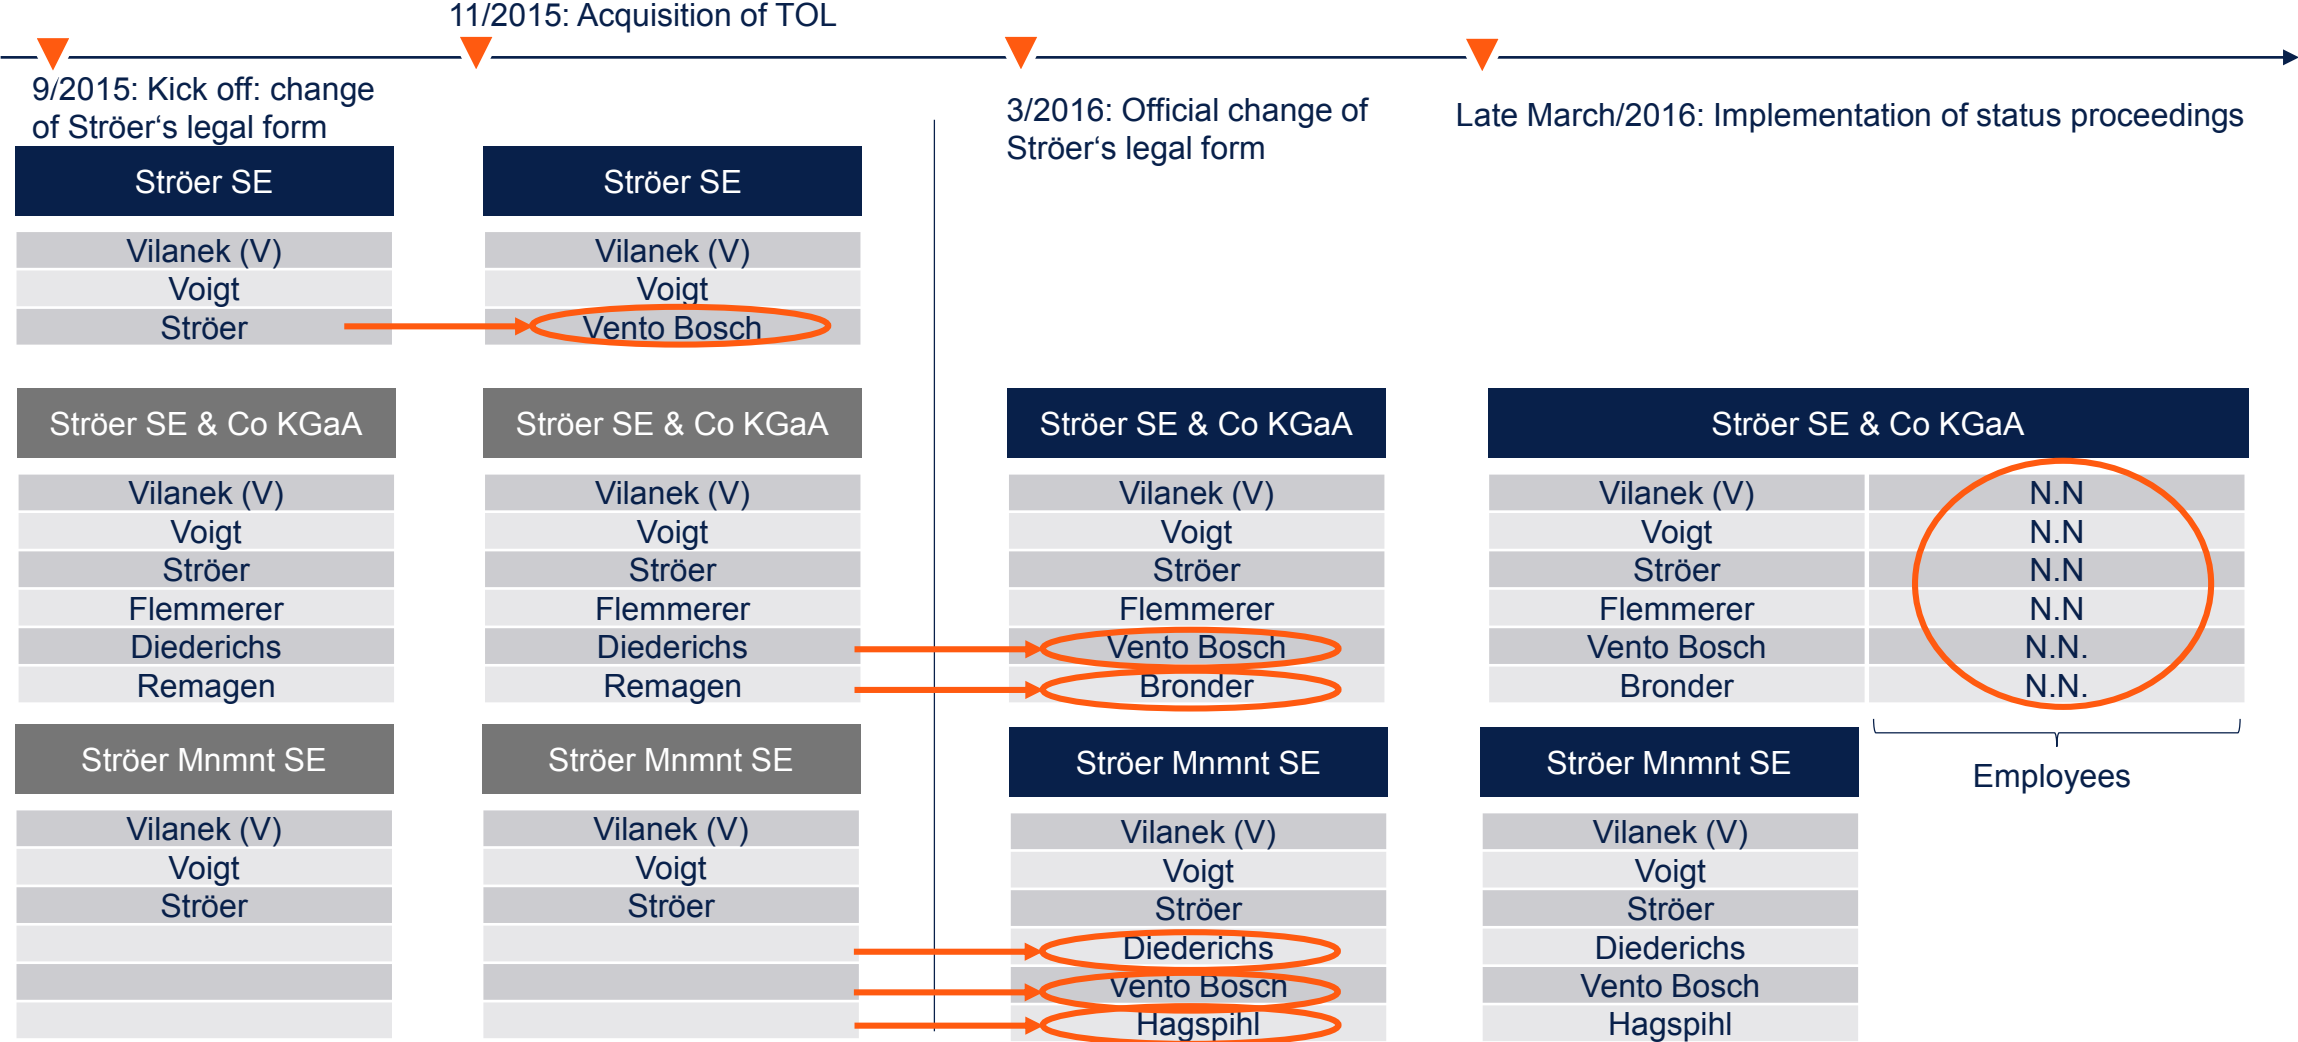 11/2015: Acquisition of TOL
9/2015: Kick off: change
of Ströer‘s legal form
3/2016: Official change of
Ströer‘s legal form
Late March/2016: Implementation of status proceedings
Ströer SE
Vilanek (V)
Voigt
Ströer
Ströer SE
Vilanek (V)
Voigt
Vento Bosch
Ströer SE & Co KGaA
Vilanek (V)
Voigt
Ströer
Flemmerer
Diederichs
Remagen
Ströer SE & Co KGaA
Vilanek (V)
Voigt
Ströer
Flemmerer
Diederichs
Remagen
Ströer SE & Co KGaA
Vilanek (V)
Voigt
Ströer
Flemmerer
Vento Bosch
Bronder
Ströer SE & Co KGaA
Vilanek (V) N.N
Voigt N.N
Ströer N.N
Flemmerer N.N
Vento Bosch N.N.
Bronder N.N.
Employees
Ströer Mnmnt SE
Vilanek (V)
Voigt
Ströer
Ströer Mnmnt SE
Vilanek (V)
Voigt
Ströer
Ströer Mnmnt SE
Vilanek (V)
Voigt
Ströer
Diederichs
Vento Bosch
Hagspihl
Ströer Mnmnt SE
Vilanek (V)
Voigt
Ströer
Diederichs
Vento Bosch
Hagspihl